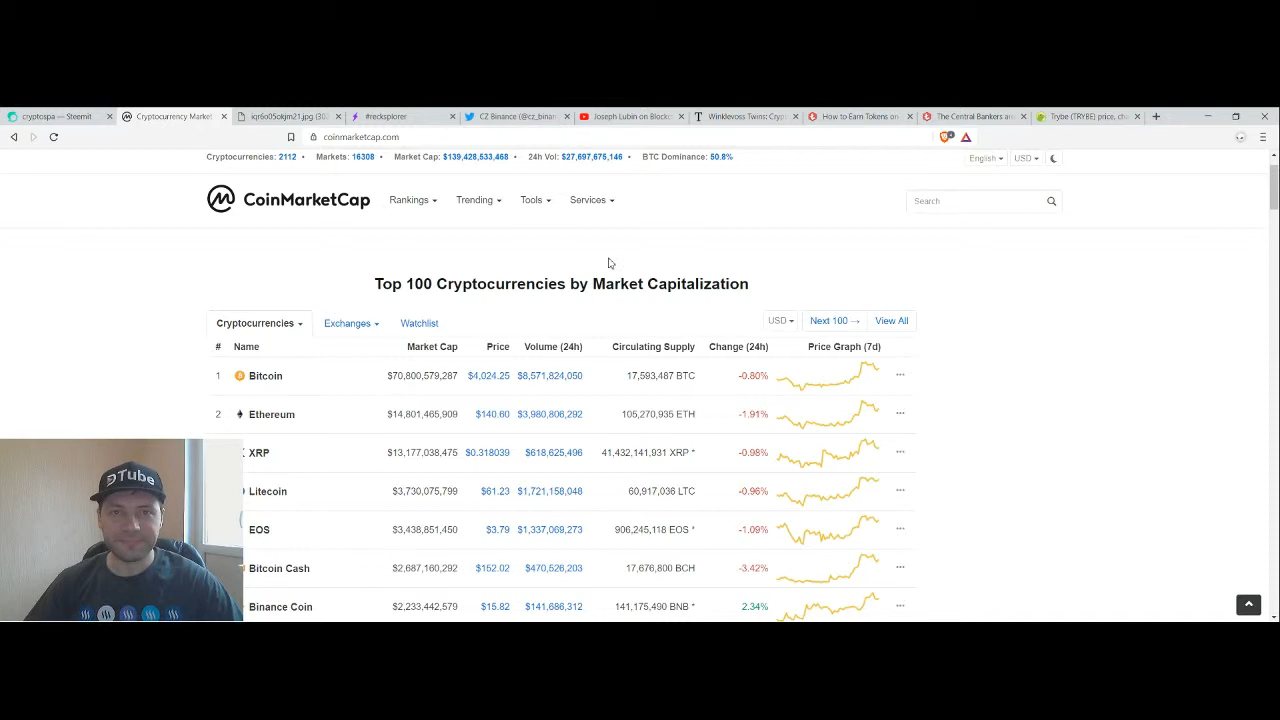 cryptospa — Steemit
Cryptocurrency Market
iqr6o05okjm21.jpg (30
#recksplorer
CZ Binance (@cz_binanc
Joseph Lubin on Blockch
Winklevoss Twins: Crypt
How to Earn Tokens on
The Central Bankers are
Trybe (TRYBE) price, cha
coinmarketcap.com
Cryptocurrencies: 2112 • Markets: 16308 • Market Cap: $139,428,533,468 • 24h Vol: $27,697,675,146 • BTC Dominance: 50.8%
English USD
CoinMarketCap Rankings Trending Tools Services Search
Top 100 Cryptocurrencies by Market Capitalization
Cryptocurrencies Exchanges Watchlist USD Next 100 → View All
# Name Market Cap Price Volume (24h) Circulating Supply Change (24h) Price Graph (7d)
1 Bitcoin $70,800,579,287 $4,024.25 $8,571,824,050 17,593,487 BTC -0.80%
2 Ethereum $14,801,465,909 $140.60 $3,980,806,292 105,270,935 ETH -1.91%
XRP $13,177,038,475 $0.318039 $618,625,496 41,432,141,931 XRP * -0.98%
Litecoin $3,730,075,799 $61.23 $1,721,158,048 60,917,036 LTC -0.96%
EOS $3,438,851,450 $3.79 $1,337,069,273 906,245,118 EOS * -1.09%
Bitcoin Cash $2,687,160,292 $152.02 $470,526,203 17,676,800 BCH -3.42%
Binance Coin $2,233,442,579 $15.82 $141,686,312 141,175,490 BNB * 2.34%
DTube